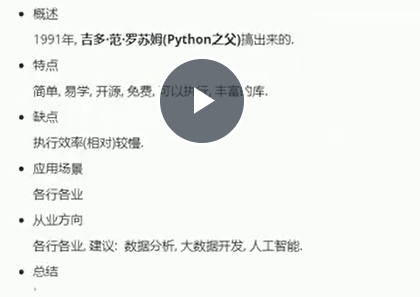 概述
1991年, 吉多·范·罗苏姆(Python之父)搞出来的.
特点
简单, 易学, 开源, 免费, 可以执行, 丰富的库.
缺点
执行效率(相对)较慢.
应用场景
各行各业
从业方向
各行各业, 建议: 数据分析, 大数据开发, 人工智能.
总结